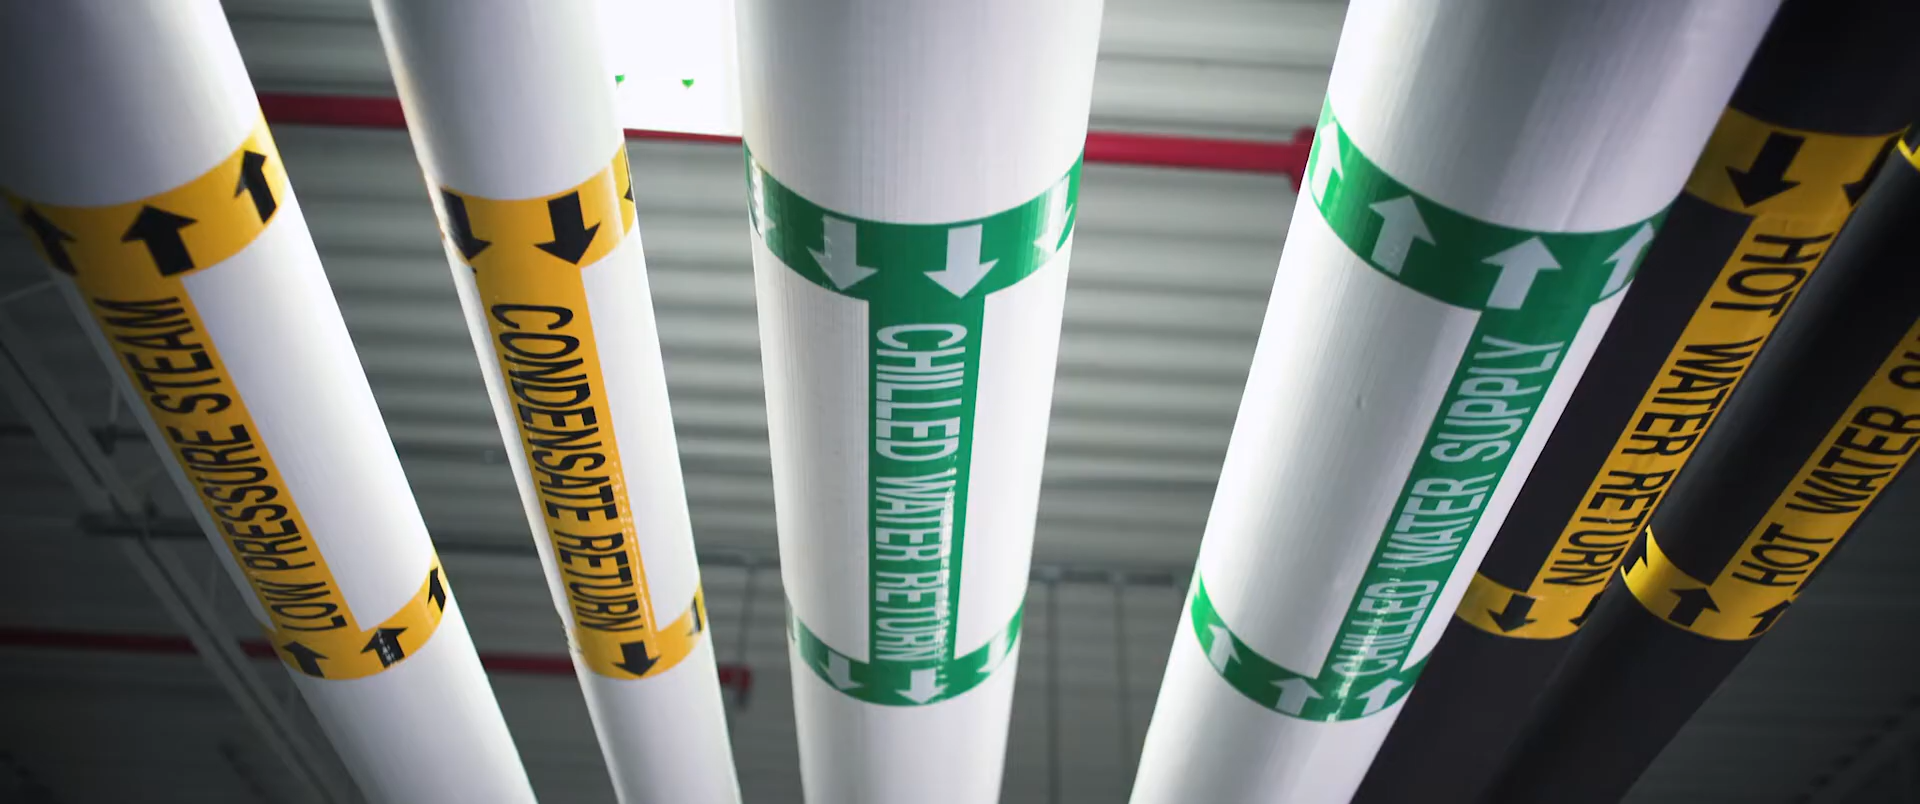 LOW PRESSURE STEAM
CONDENSATE RETURN
CHILLED WATER RETURN
CHILLED WATER SUPPLY
HOT WATER RETURN
HOT WATER